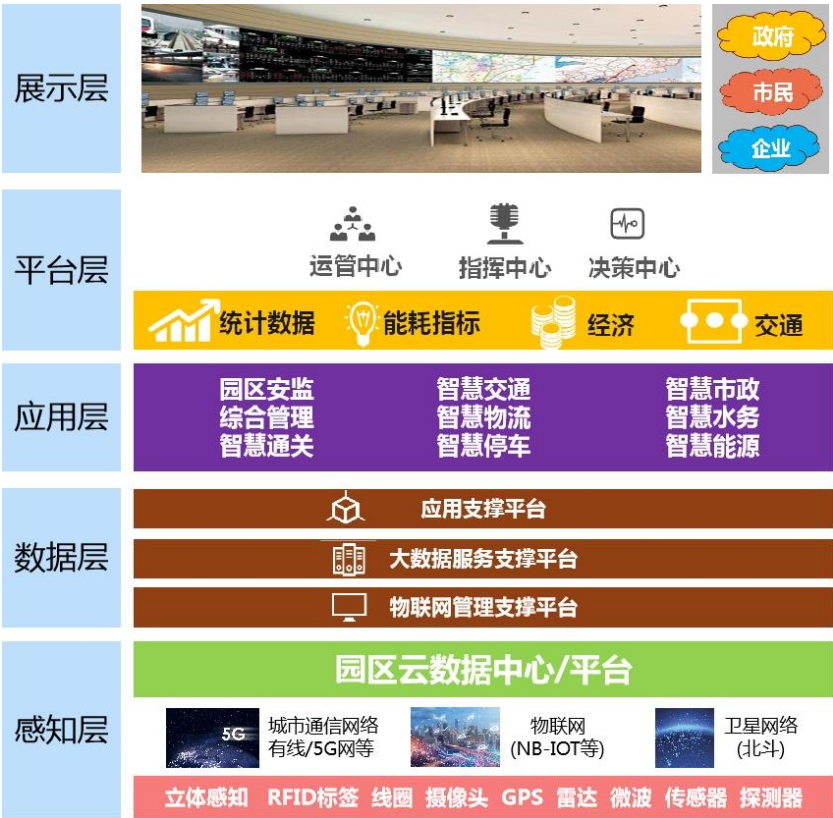 展示层
政府
市民
企业
平台层
运管中心 指挥中心 决策中心
统计数据 能耗指标 经济 交通
应用层
园区安监 智慧交通 智慧市政
综合管理 智慧物流 智慧水务
智慧通关 智慧停车 智慧能源
数据层
应用支撑平台
大数据服务支撑平台
物联网管理支撑平台
感知层
园区云数据中心/平台
5G
城市通信网络
有线/5G网等
物联网
(NB-IOT等)
卫星网络
(北斗)
立体感知 RFID标签 线圈 摄像头 GPS 雷达 微波 传感器 探测器